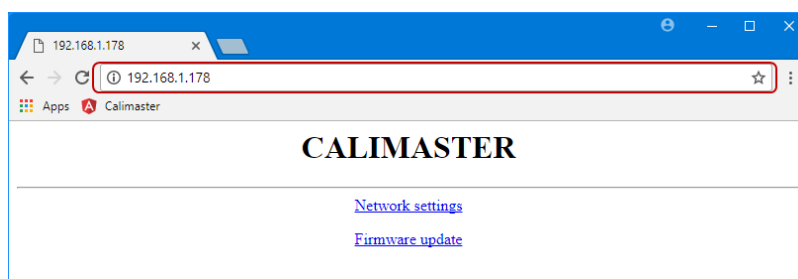 192.168.1.178
192.168.1.178
Apps Calimaster
CALIMASTER
Network settings
Firmware update